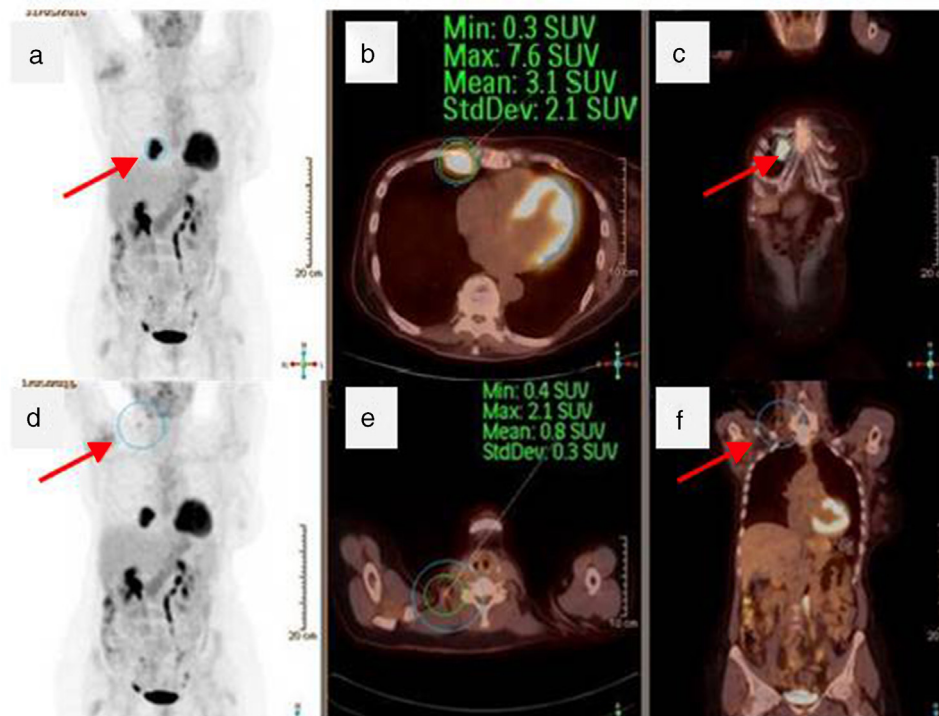 a
b
c
Min: 0.3 SUV
Max: 7.6 SUV
Mean: 3.1 SUV
StdDev: 2.1 SUV
20 cm
10 cm
20
d
e
f
Min: 0.4 SUV
Max: 2.1 SUV
Mean: 0.8 SUV
StdDev: 0.3 SUV
20 cm
10 cm
20